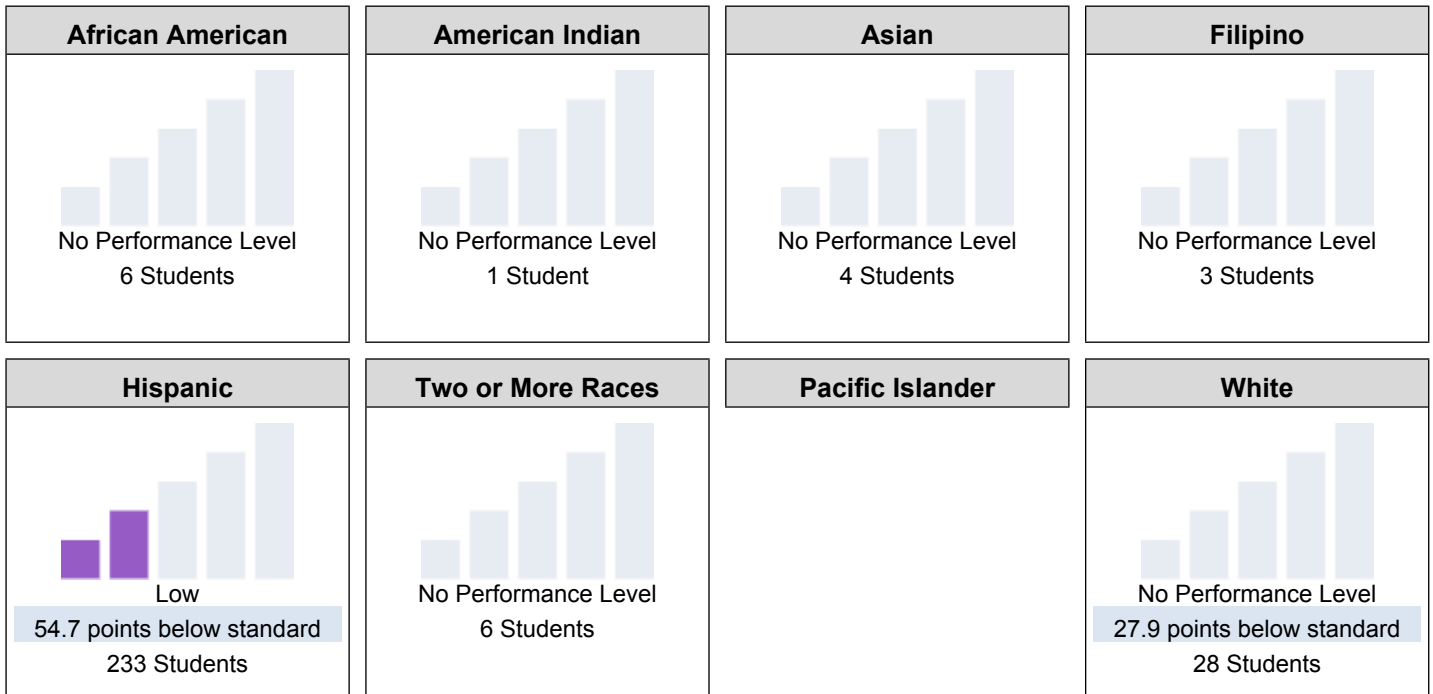 African American
No Performance Level
6 Students
American Indian
No Performance Level
1 Student
Asian
No Performance Level
4 Students
Filipino
No Performance Level
3 Students
Hispanic
Low
54.7 points below standard
233 Students
Two or More Races
No Performance Level
6 Students
Pacific Islander
White
No Performance Level
27.9 points below standard
28 Students